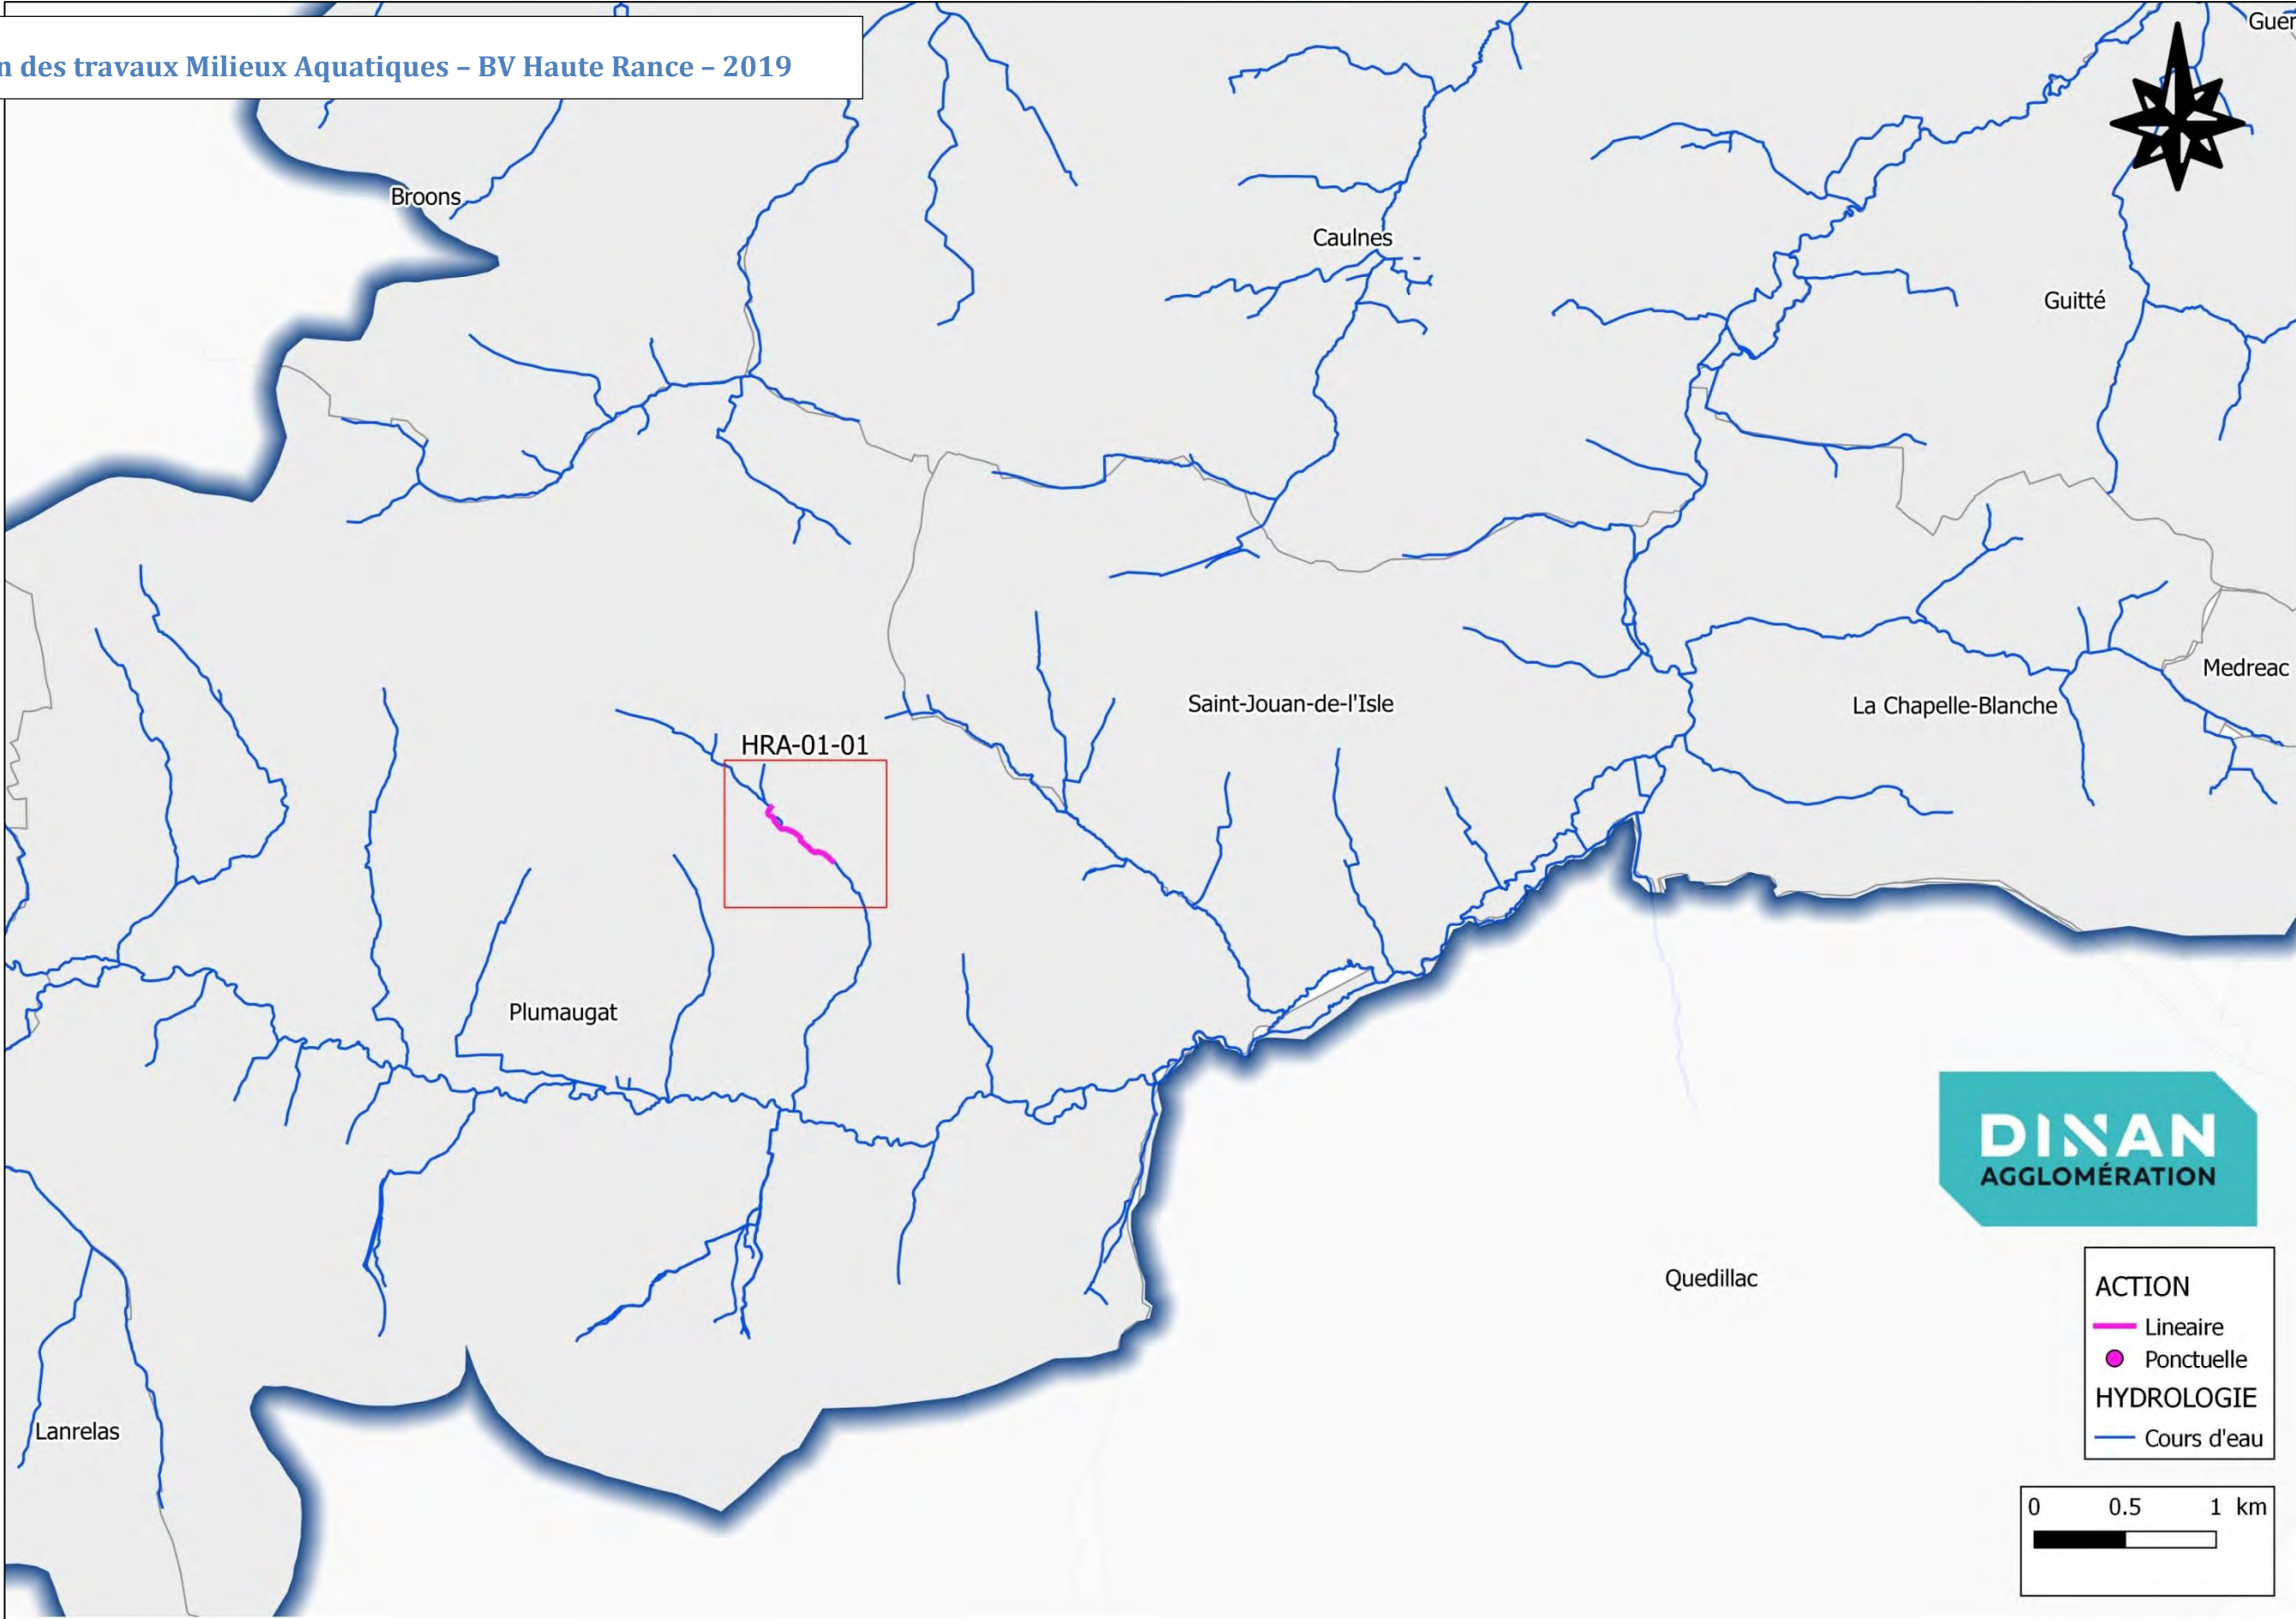 n des travaux Milieux Aquatiques – BV Haute Rance – 2019
Guer
Broons
Caulnes
Guitté
Medreac
Saint-Jouan-de-l'Isle
La Chapelle-Blanche
HRA-01-01
Plumaugat
DINAN
AGGLOMÉRATION
Quedillac
Lanrelas
ACTION
Lineaire
Ponctuelle
HYDROLOGIE
Cours d'eau
0 0.5 1 km